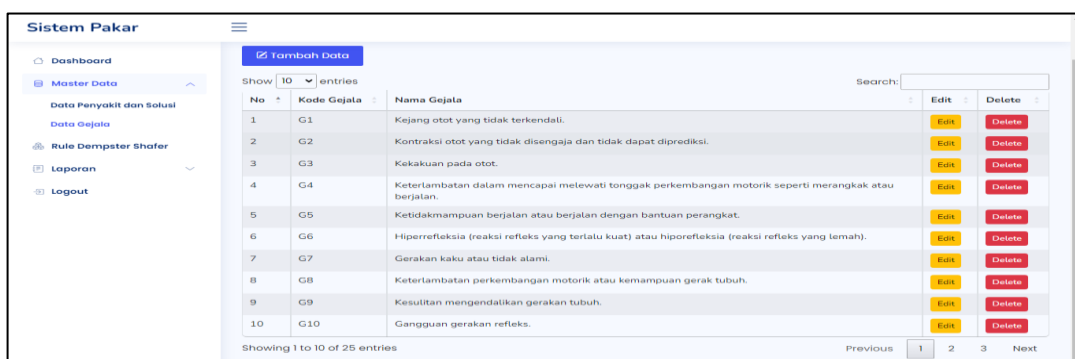 Sistem Pakar
Dashboard
Master Data
Data Penyakit dan Solusi
Data Gejala
Rule Dempster Shafer
Laporan
Logout
Tambah Data
Show 10 entries
Search:
No Kode Gejala Nama Gejala Edit Delete
1 G1 Kejang otot yang tidak terkendali. Edit Delete
2 G2 Kontraksi otot yang tidak disengaja dan tidak dapat diprediksi. Edit Delete
3 G3 Kekakuan pada otot. Edit Delete
4 G4 Keterlambatan dalam mencapai melewati tonggak perkembangan motorik seperti merangkak atau Edit Delete
berjalan.
5 G5 Ketidakmampuan berjalan atau berjalan dengan bantuan perangkat. Edit Delete
6 G6 Hiperrefleksia (reaksi refleks yang terlalu kuat) atau hiporefleksia (reaksi refleks yang lemah). Edit Delete
7 G7 Gerakan kaku atau tidak alami. Edit Delete
8 G8 Keterlambatan perkembangan motorik atau kemampuan gerak tubuh. Edit Delete
9 G9 Kesulitan mengendalikan gerakan tubuh. Edit Delete
10 G10 Gangguan gerakan refleks. Edit Delete
Showing 1 to 10 of 25 entries
Previous 1 2 3 Next